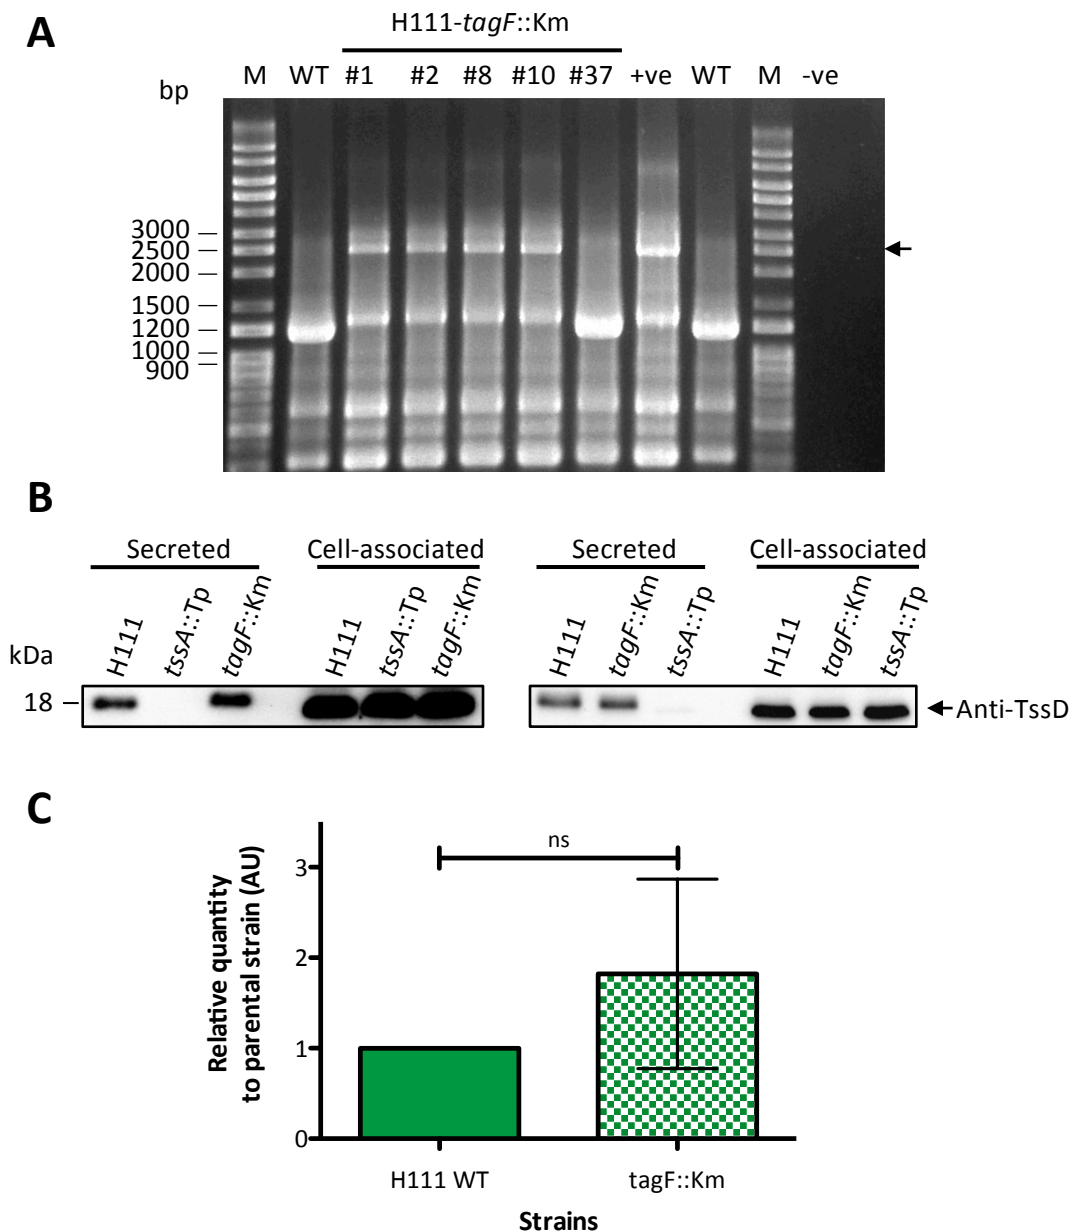 A
H111-tagF::Km
M WT #1 #2 #8 #10 #37 +ve WT M -ve
bp
3000
2500
2000
1500
1200
1000
900
B
Secreted Cell-associated Secreted Cell-associated
H111 tssA::Tp tagF::Km H111 tssA::Tp tagF::Km H111 tagF::Km tssA::Tp H111 tagF::Km tssA::Tp
kDa
18
Anti-TssD
C
ns
3
2
1
0
Relative quantity
to parental strain (AU)
H111 WT tagF::Km
Strains